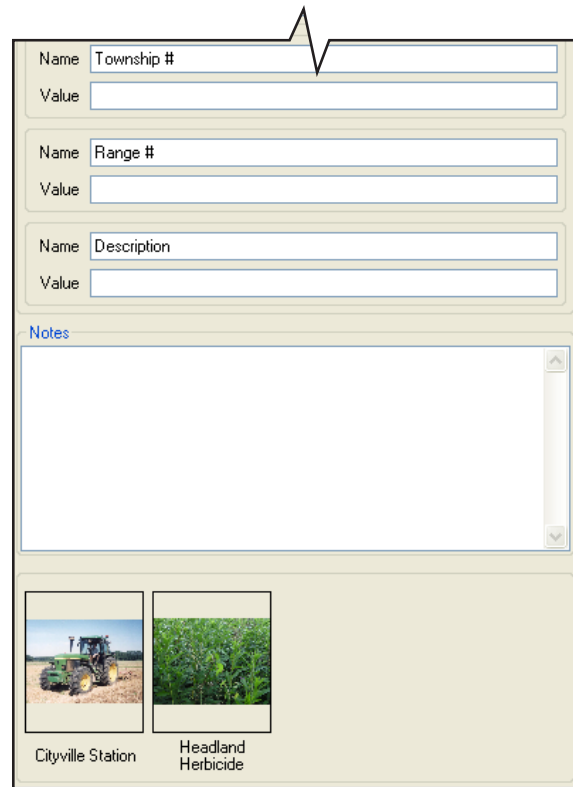 Name Township #
Value
Name Range #
Value
Name Description
Value
Notes
Cityville Station
Headland
Herbicide